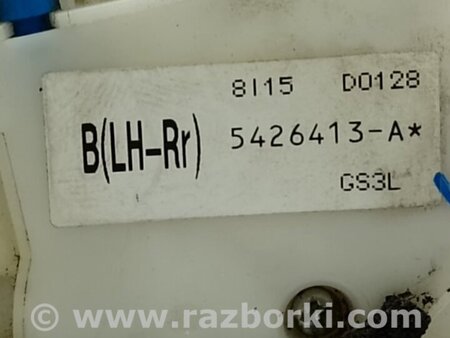 8I15 D0128
B(LH-Rr) 5426413-A*
GS3L
www.razborki.com